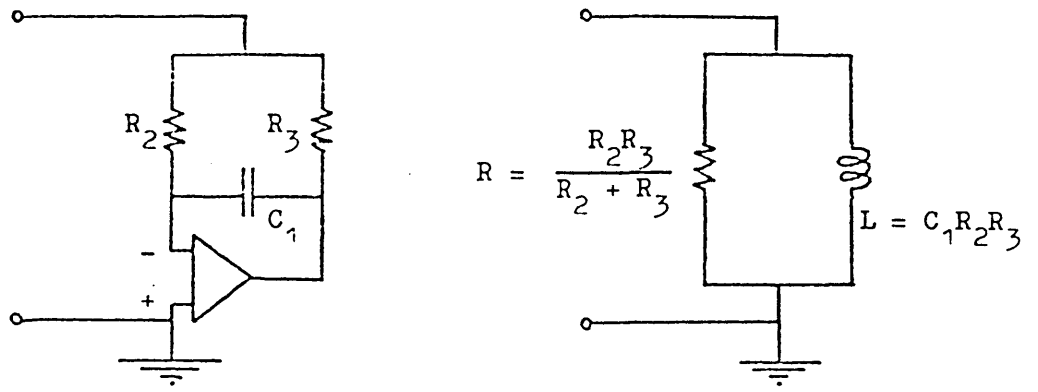 R₂
R₃
C₁
−
+
R = R₂R₃ / R₂ + R₃
L = C₁R₂R₃